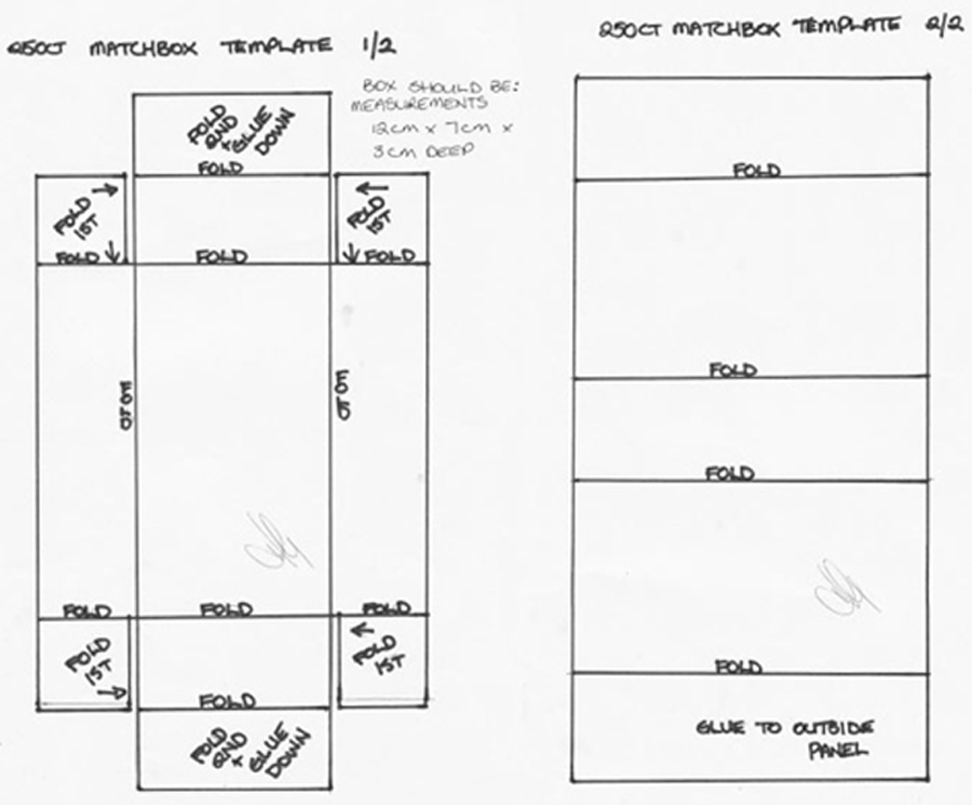 250CT MATCHBOX TEMPLATE 1/2
BOX SHOULD BE:
MEASUREMENTS
12cm x 7cm x
3cm DEEP
FOLD
2ND
+ GLUE
DOWN
FOLD
FOLD
1ST
FOLD
1ST
FOLD
FOLD
FOLD
FOLD
FOLD
FOLD
FOLD
FOLD
FOLD
1ST
FOLD
1ST
FOLD
FOLD
2ND
+ GLUE
DOWN
250CT MATCHBOX TEMPLATE 2/2
FOLD
FOLD
FOLD
FOLD
GLUE TO OUTSIDE
PANEL